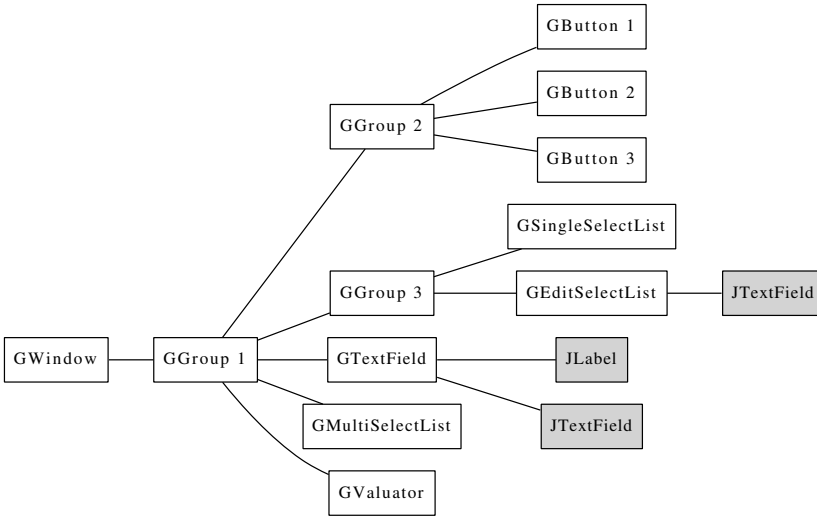 GButton 1
GButton 2
GGroup 2
GButton 3
GSingleSelectList
GGroup 3
GEditSelectList
JTextField
GWindow
GGroup 1
GTextField
JLabel
GMultiSelectList
JTextField
GValuator